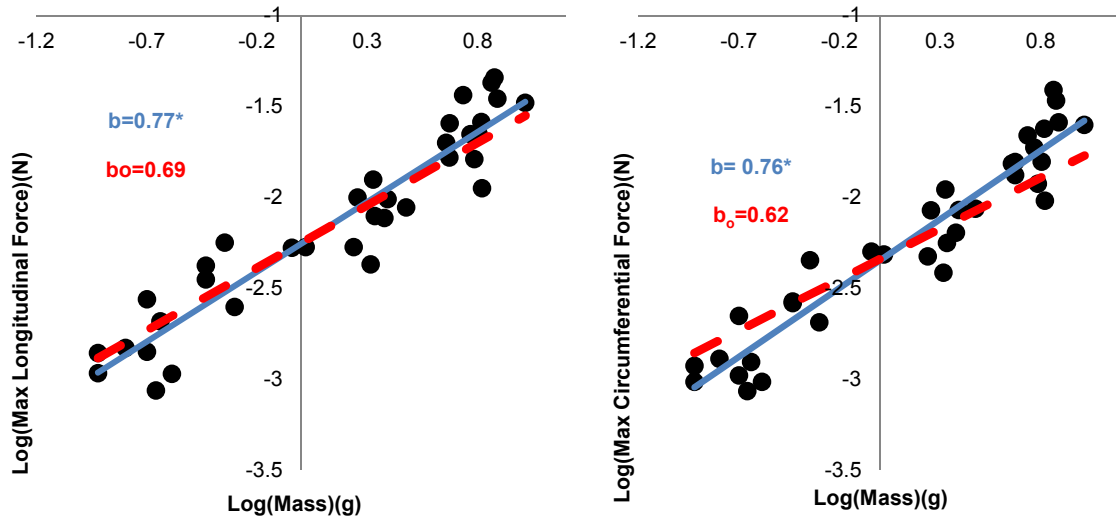 -1
-1.2 -0.7 -0.2 0.3 0.8
-1.5
b=0.77*
bo=0.69
-2
-2.5
-3
-3.5
Log(Max Longitudinal Force)(N)
Log(Mass)(g)
-1
-1.2 -0.7 -0.2 0.3 0.8
-1.5
b= 0.76*
bₒ=0.62
-2
-2.5
-3
-3.5
Log(Max Circumferential Force)(N)
Log(Mass)(g)